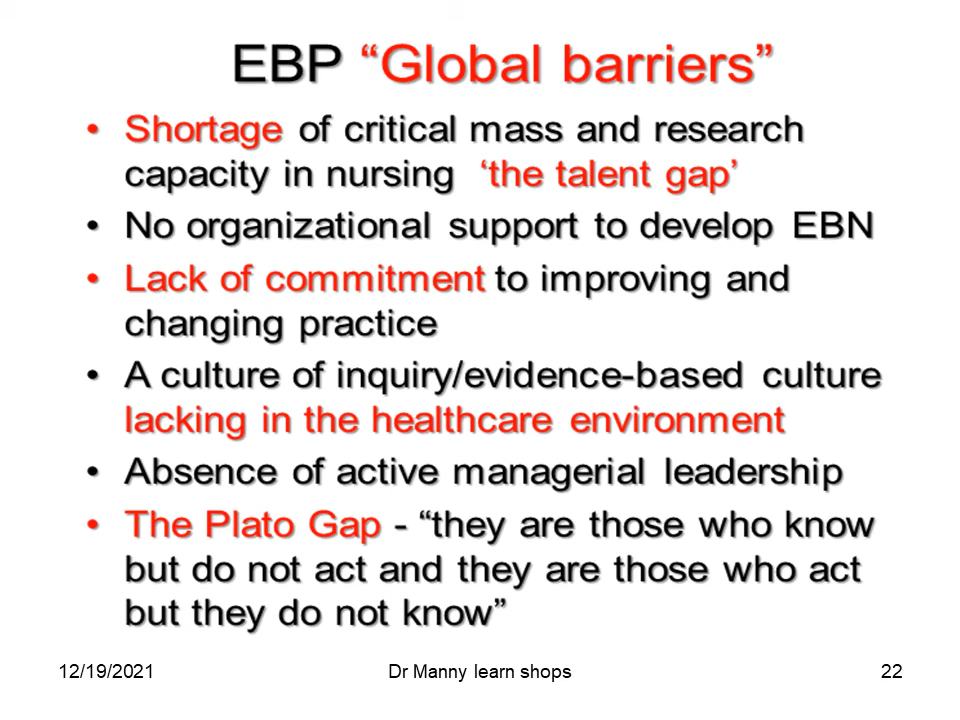 EBP “Global barriers”
• Shortage of critical mass and research
capacity in nursing ‘the talent gap’
• No organizational support to develop EBN
• Lack of commitment to improving and
changing practice
• A culture of inquiry/evidence-based culture
lacking in the healthcare environment
• Absence of active managerial leadership
• The Plato Gap - “they are those who know
but do not act and they are those who act
but they do not know”
12/19/2021 Dr Manny learn shops 22